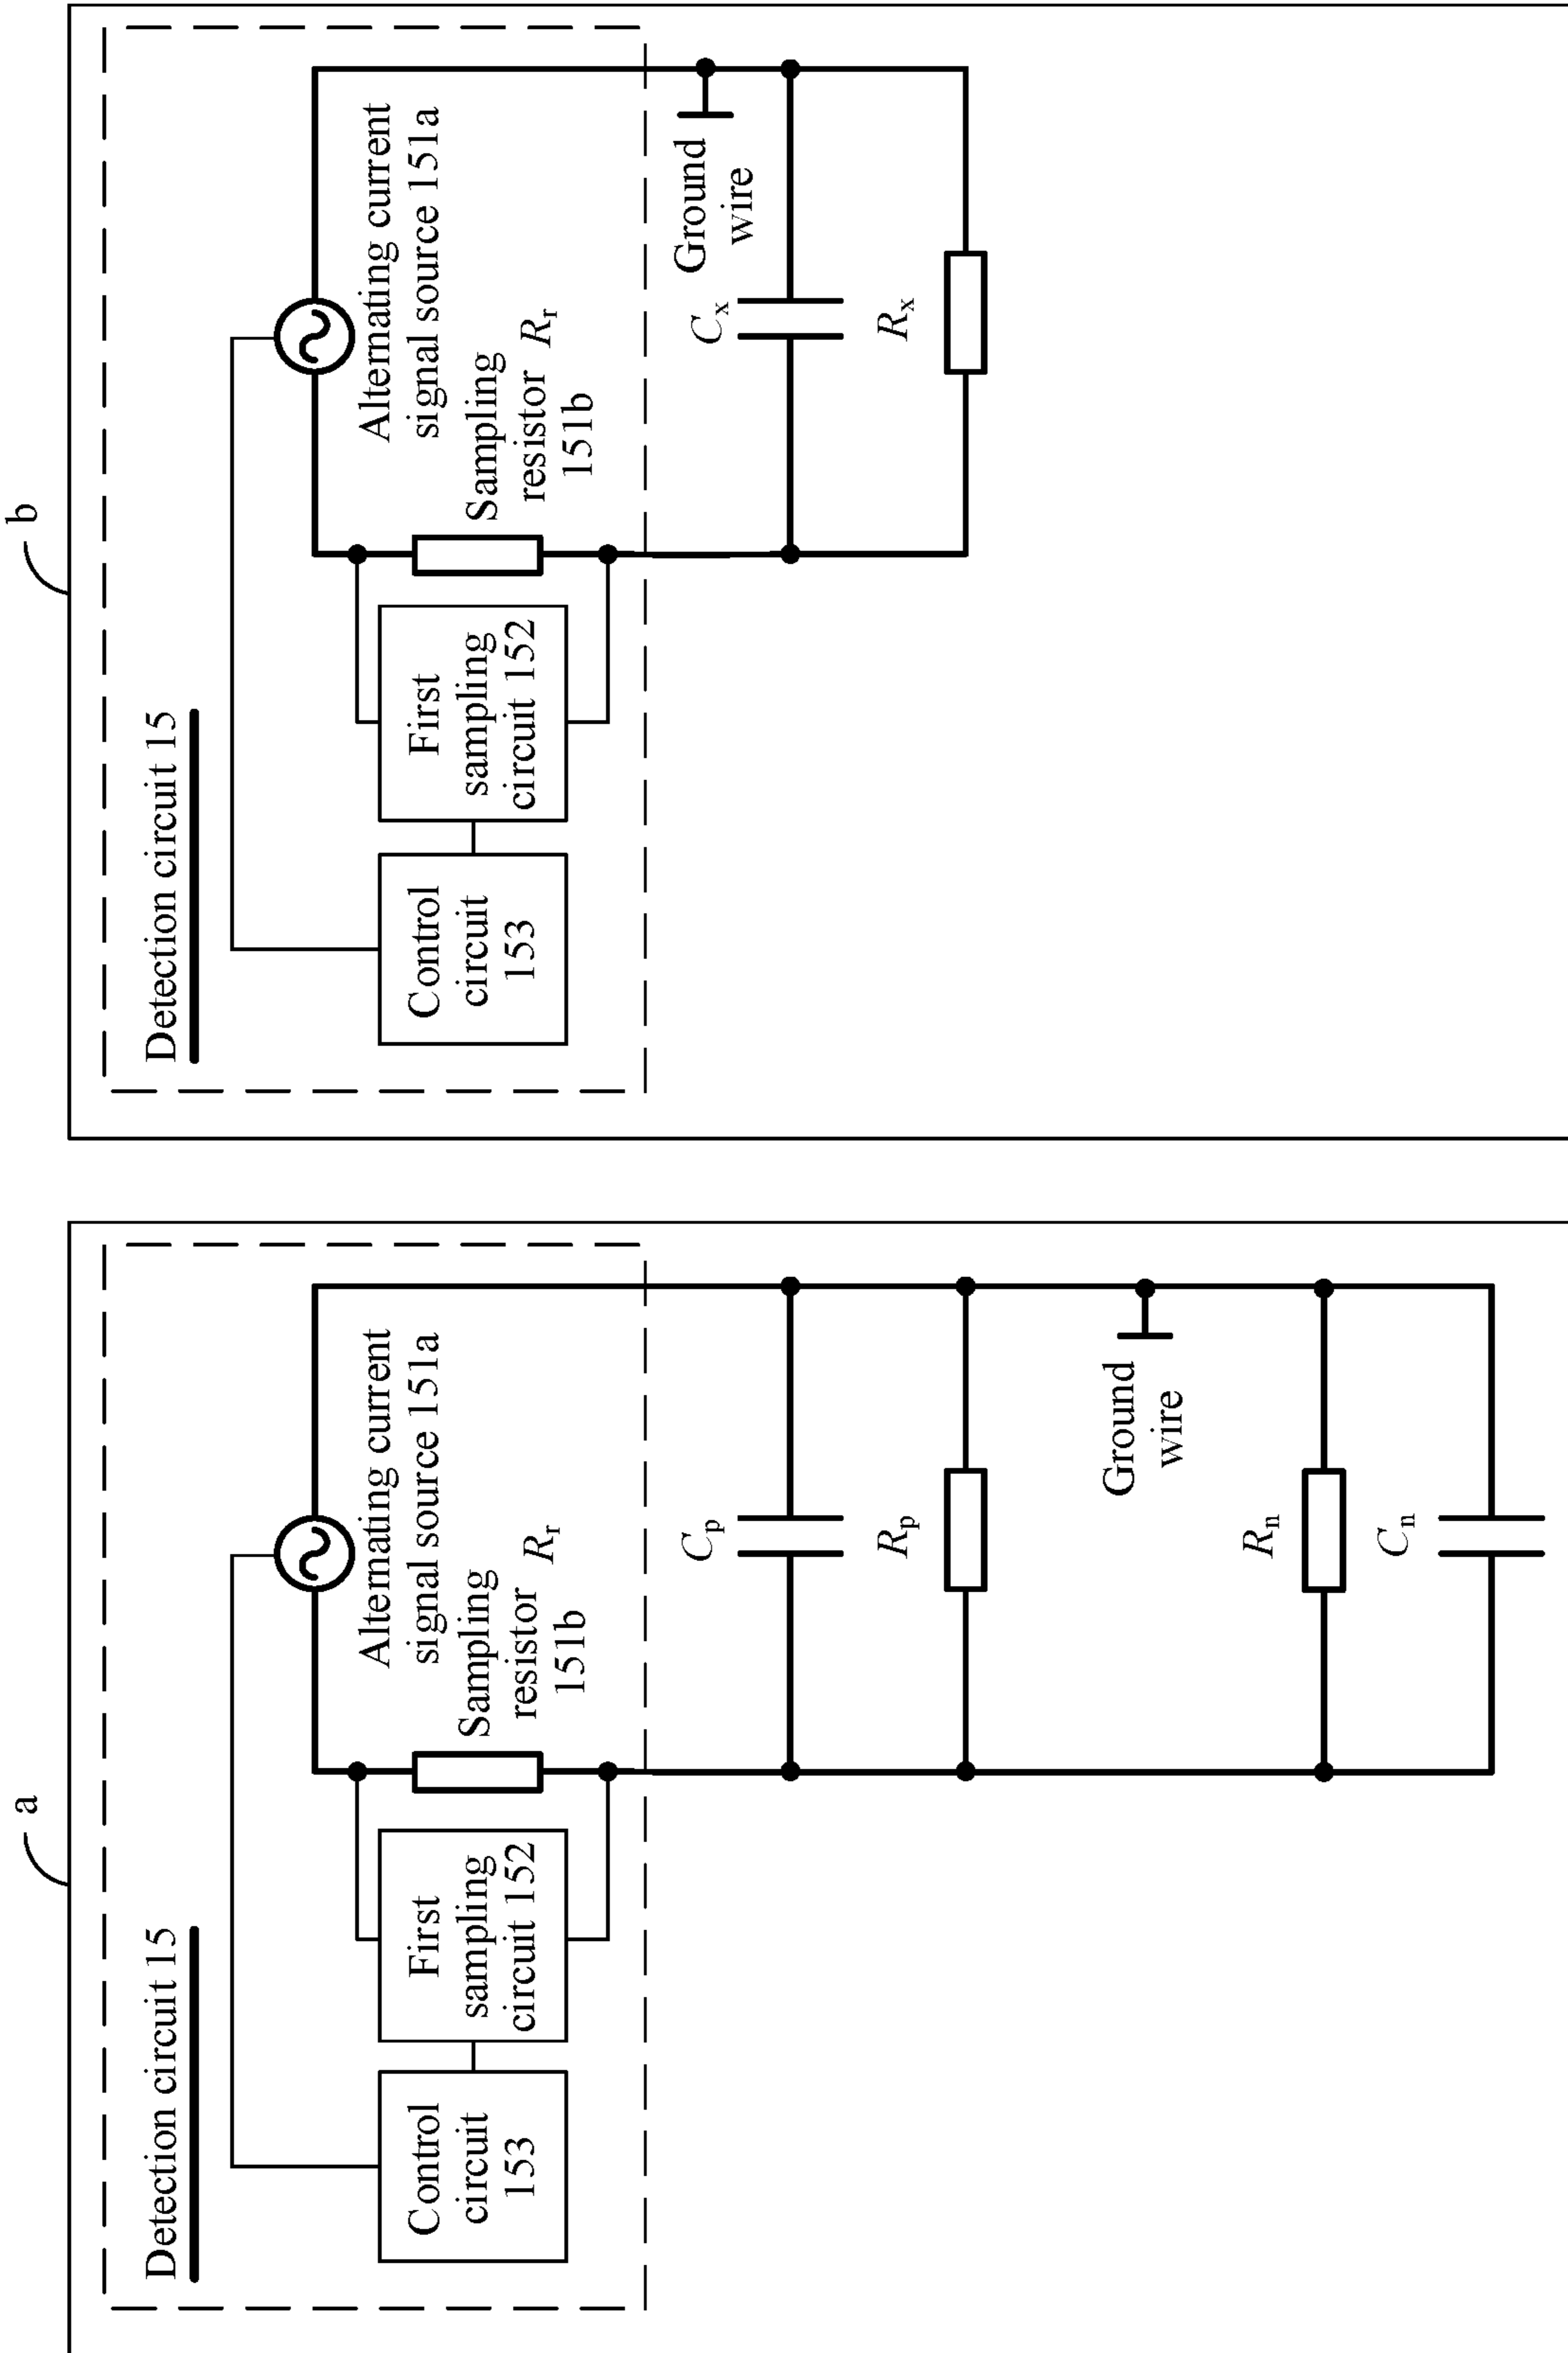 a
Detection circuit 15
Alternating current
signal source 151a
Sampling
resistor
151b
Rr
First
sampling
circuit 152
Control
circuit
153
Cp
Rp
Ground
wire
Rn
Cn
b
Detection circuit 15
Alternating current
signal source 151a
Sampling
resistor
151b
Rr
First
sampling
circuit 152
Control
circuit
153
Ground
wire
Cx
Rx